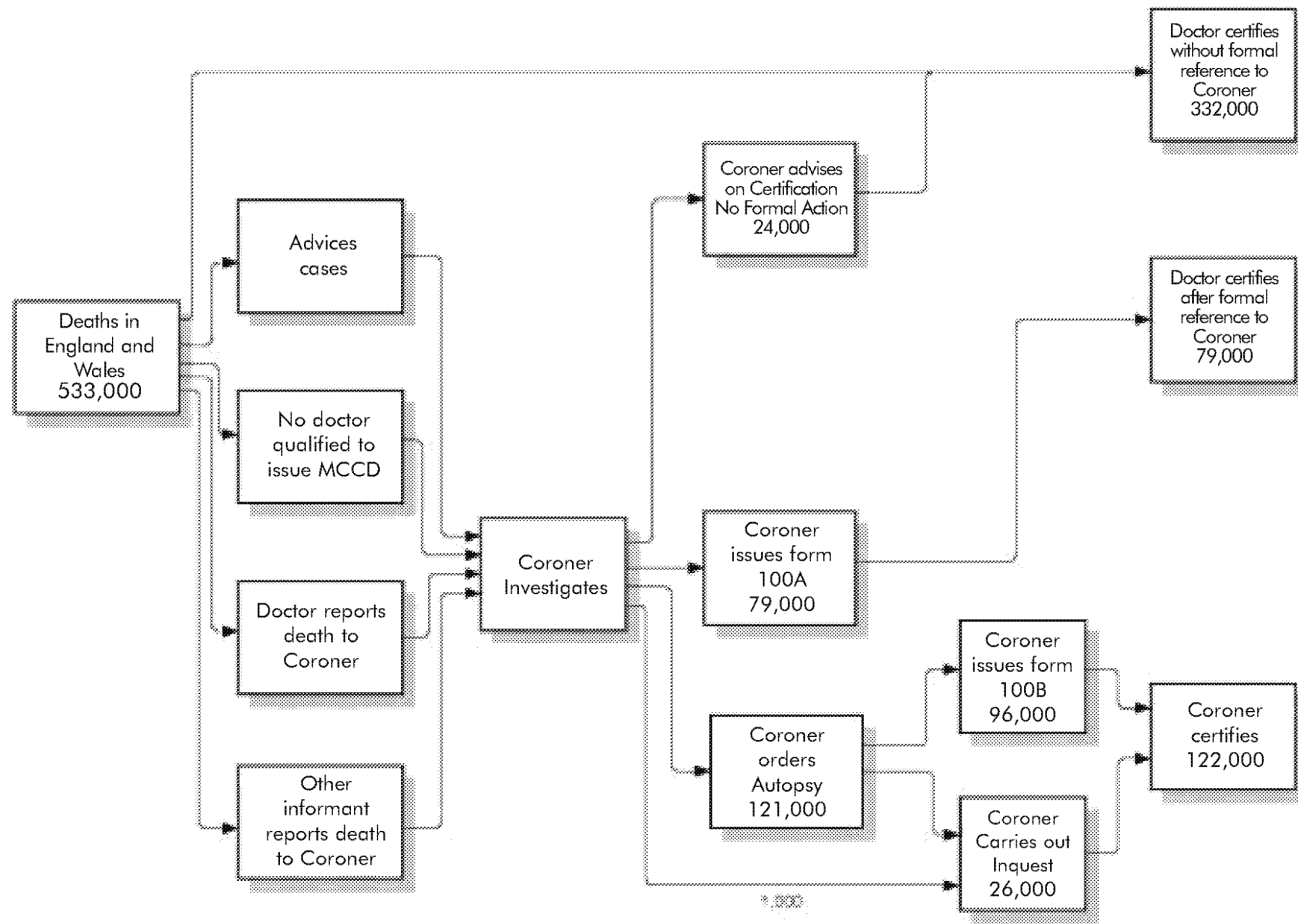 Doctor certifies
without formal
reference to
Coroner
332,000
Coroner advises
on Certification
No Formal Action
24,000
Advices
cases
Doctor certifies
after formal
reference to
Coroner
79,000
Deaths in
England and
Wales
533,000
No doctor
qualified to
issue MCCD
Coroner
Investigates
Coroner
issues form
100A
79,000
Doctor reports
death to
Coroner
Coroner
issues form
100B
96,000
Coroner
certifies
122,000
Coroner
orders
Autopsy
121,000
Other
informant
reports death
to Coroner
Coroner
Carries out
Inquest
26,000
1,000